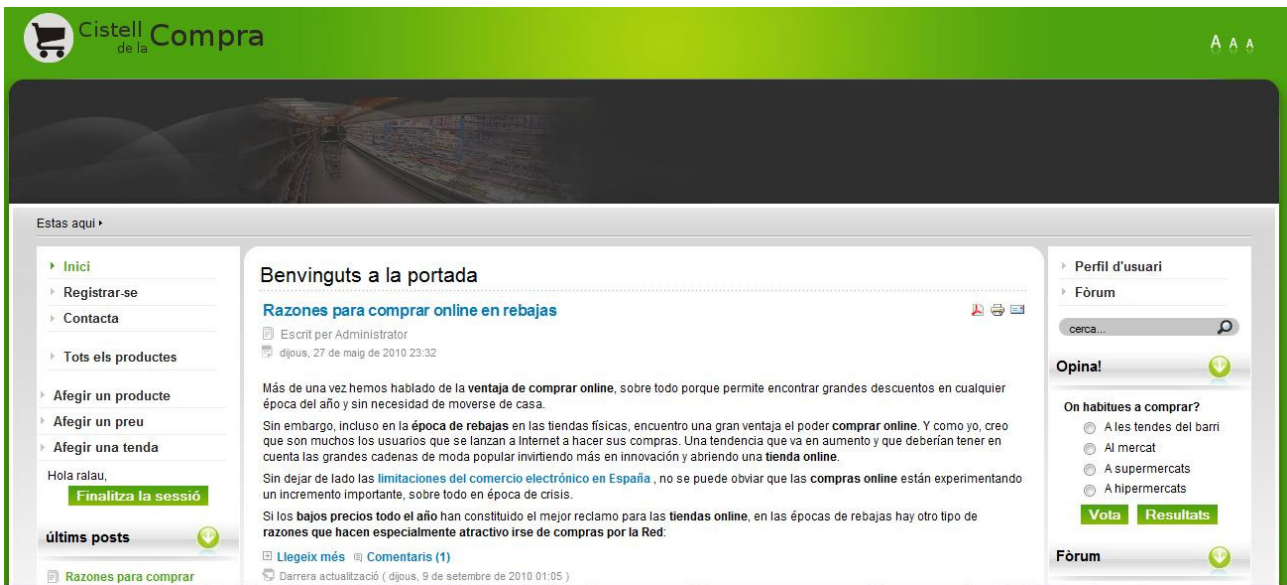 Cistell
de la Compra
A A A
Estas aqui
Inici
Registrar-se
Contacta
Tots els productes
Afegir un producte
Afegir un preu
Afegir una tenda
Hola ralau,
Finalitza la sessió
últims posts
Razones para comprar
Benvinguts a la portada
Razones para comprar online en rebajas
Escrit per Administrator
dijous, 27 de maig de 2010 23:32
Más de una vez hemos hablado de la ventaja de comprar online, sobre todo porque permite encontrar grandes descuentos en cualquier
época del año y sin necesidad de moverse de casa.
Sin embargo, incluso en la época de rebajas en las tiendas físicas, encuentro una gran ventaja el poder comprar online. Y como yo, creo
que son muchos los usuarios que se lanzan a Internet a hacer sus compras. Una tendencia que va en aumento y que deberían tener en
cuenta las grandes cadenas de moda popular invirtiendo más en innovación y abriendo una tienda online.
Sin dejar de lado las limitaciones del comercio electrónico en España , no se puede obviar que las compras online están experimentando
un incremento importante, sobre todo en época de crisis.
Si los bajos precios todo el año han constituido el mejor reclamo para las tiendas online, en las épocas de rebajas hay otro tipo de
razones que hacen especialmente atractivo irse de compras por la Red:
Llegeix més Comentaris (1)
Darrera actualització ( dijous, 9 de setembre de 2010 01:05 )
Perfil d'usuari
Fòrum
cerca...
Opina!
On habitues a comprar?
A les tendes del barri
Al mercat
A supermercats
A hipermercats
Vota Resultats
Fòrum